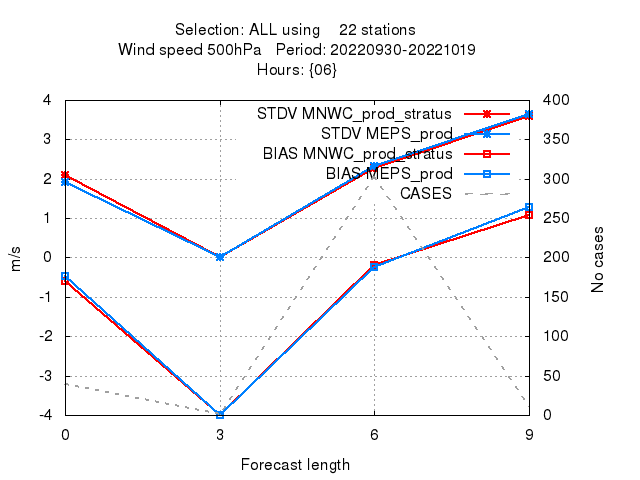 Selection: ALL using 22 stations
Wind speed 500hPa Period: 20220930-20221019
Hours: {06}
4 400
STDV MNWC_prod_stratus
3 350
STDV MEPS_prod
BIAS MNWC_prod_stratus
2 300
BIAS MEPS_prod
CASES
1 250
0 200
m/s
No cases
-1 150
-2 100
-3 50
-4 0
0 3 6 9
Forecast length